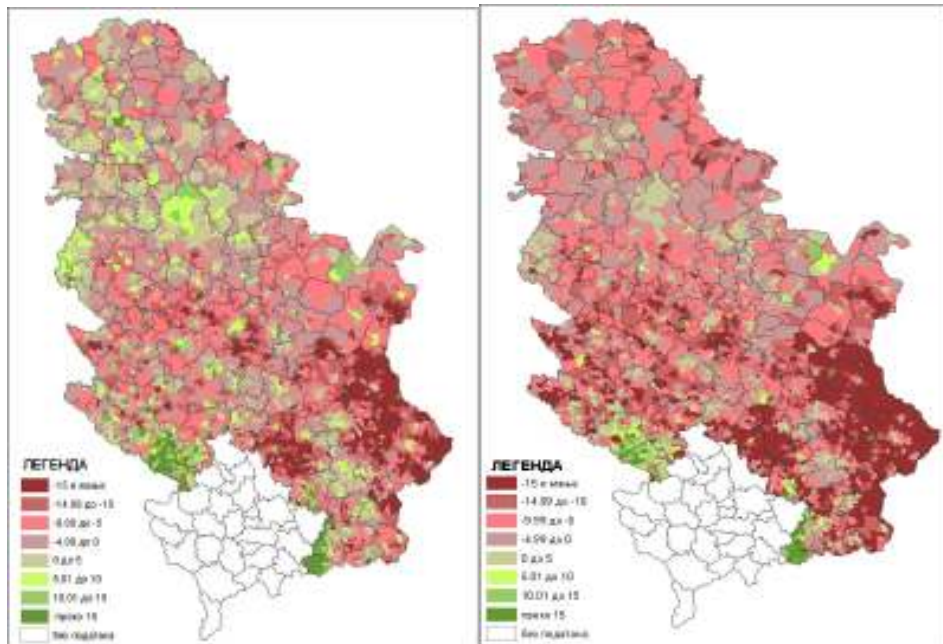 ЛЕГЕНДА
-15 и мање
-14.99 до -10
-9.99 до -5
-4.99 до 0
0 до 5
5.01 до 10
10.01 до 15
преко 15
без података
ЛЕГЕНДА
-15 и мање
-14.99 до -10
-9.99 до -5
-4.99 до 0
0 до 5
5.01 до 10
10.01 до 15
преко 15
без података